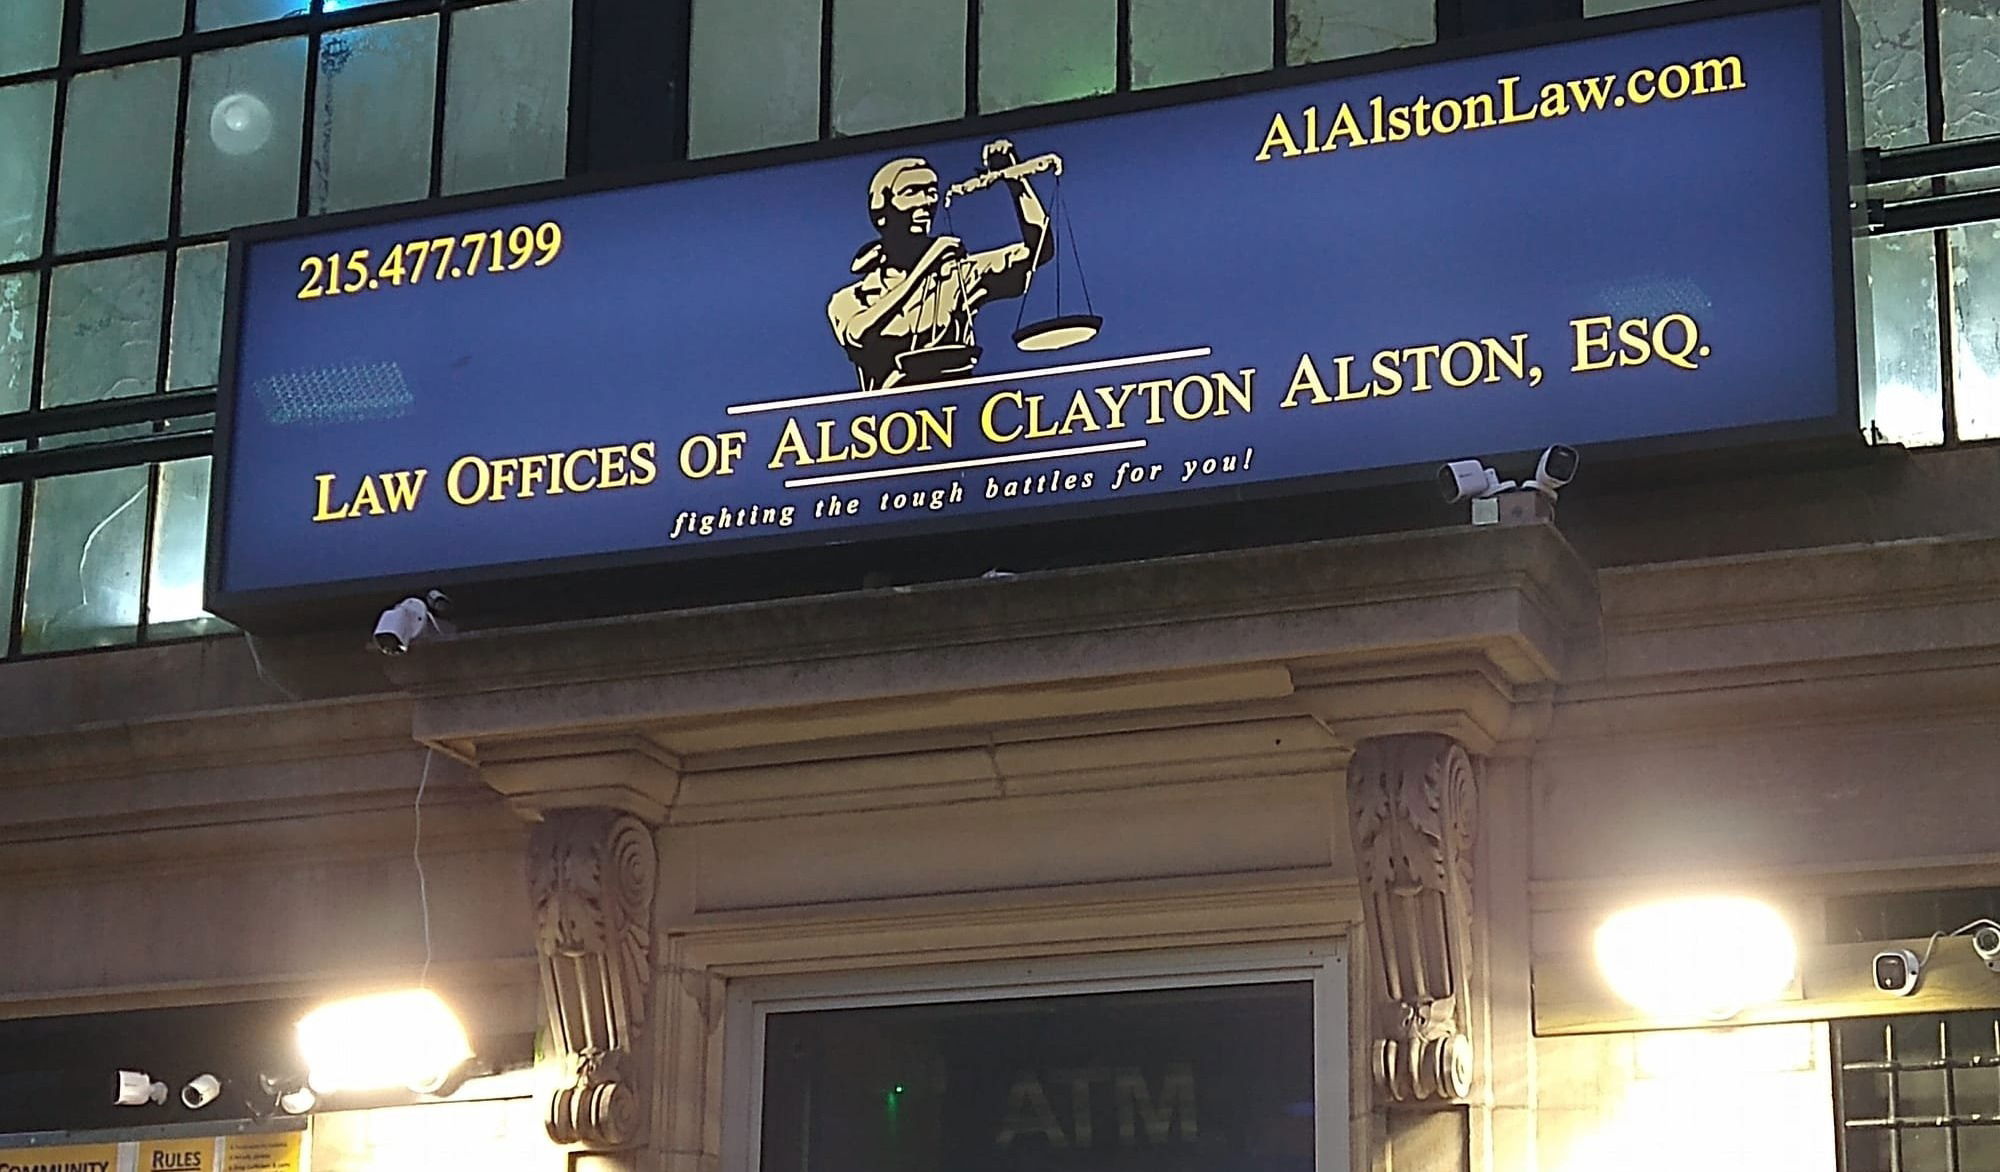 215.477.7199
AlAlstonLaw.com
LAW OFFICES OF ALSON CLAYTON ALSTON, ESQ.
fighting the tough battles for you!
ATM
COMMUNITY
RULES